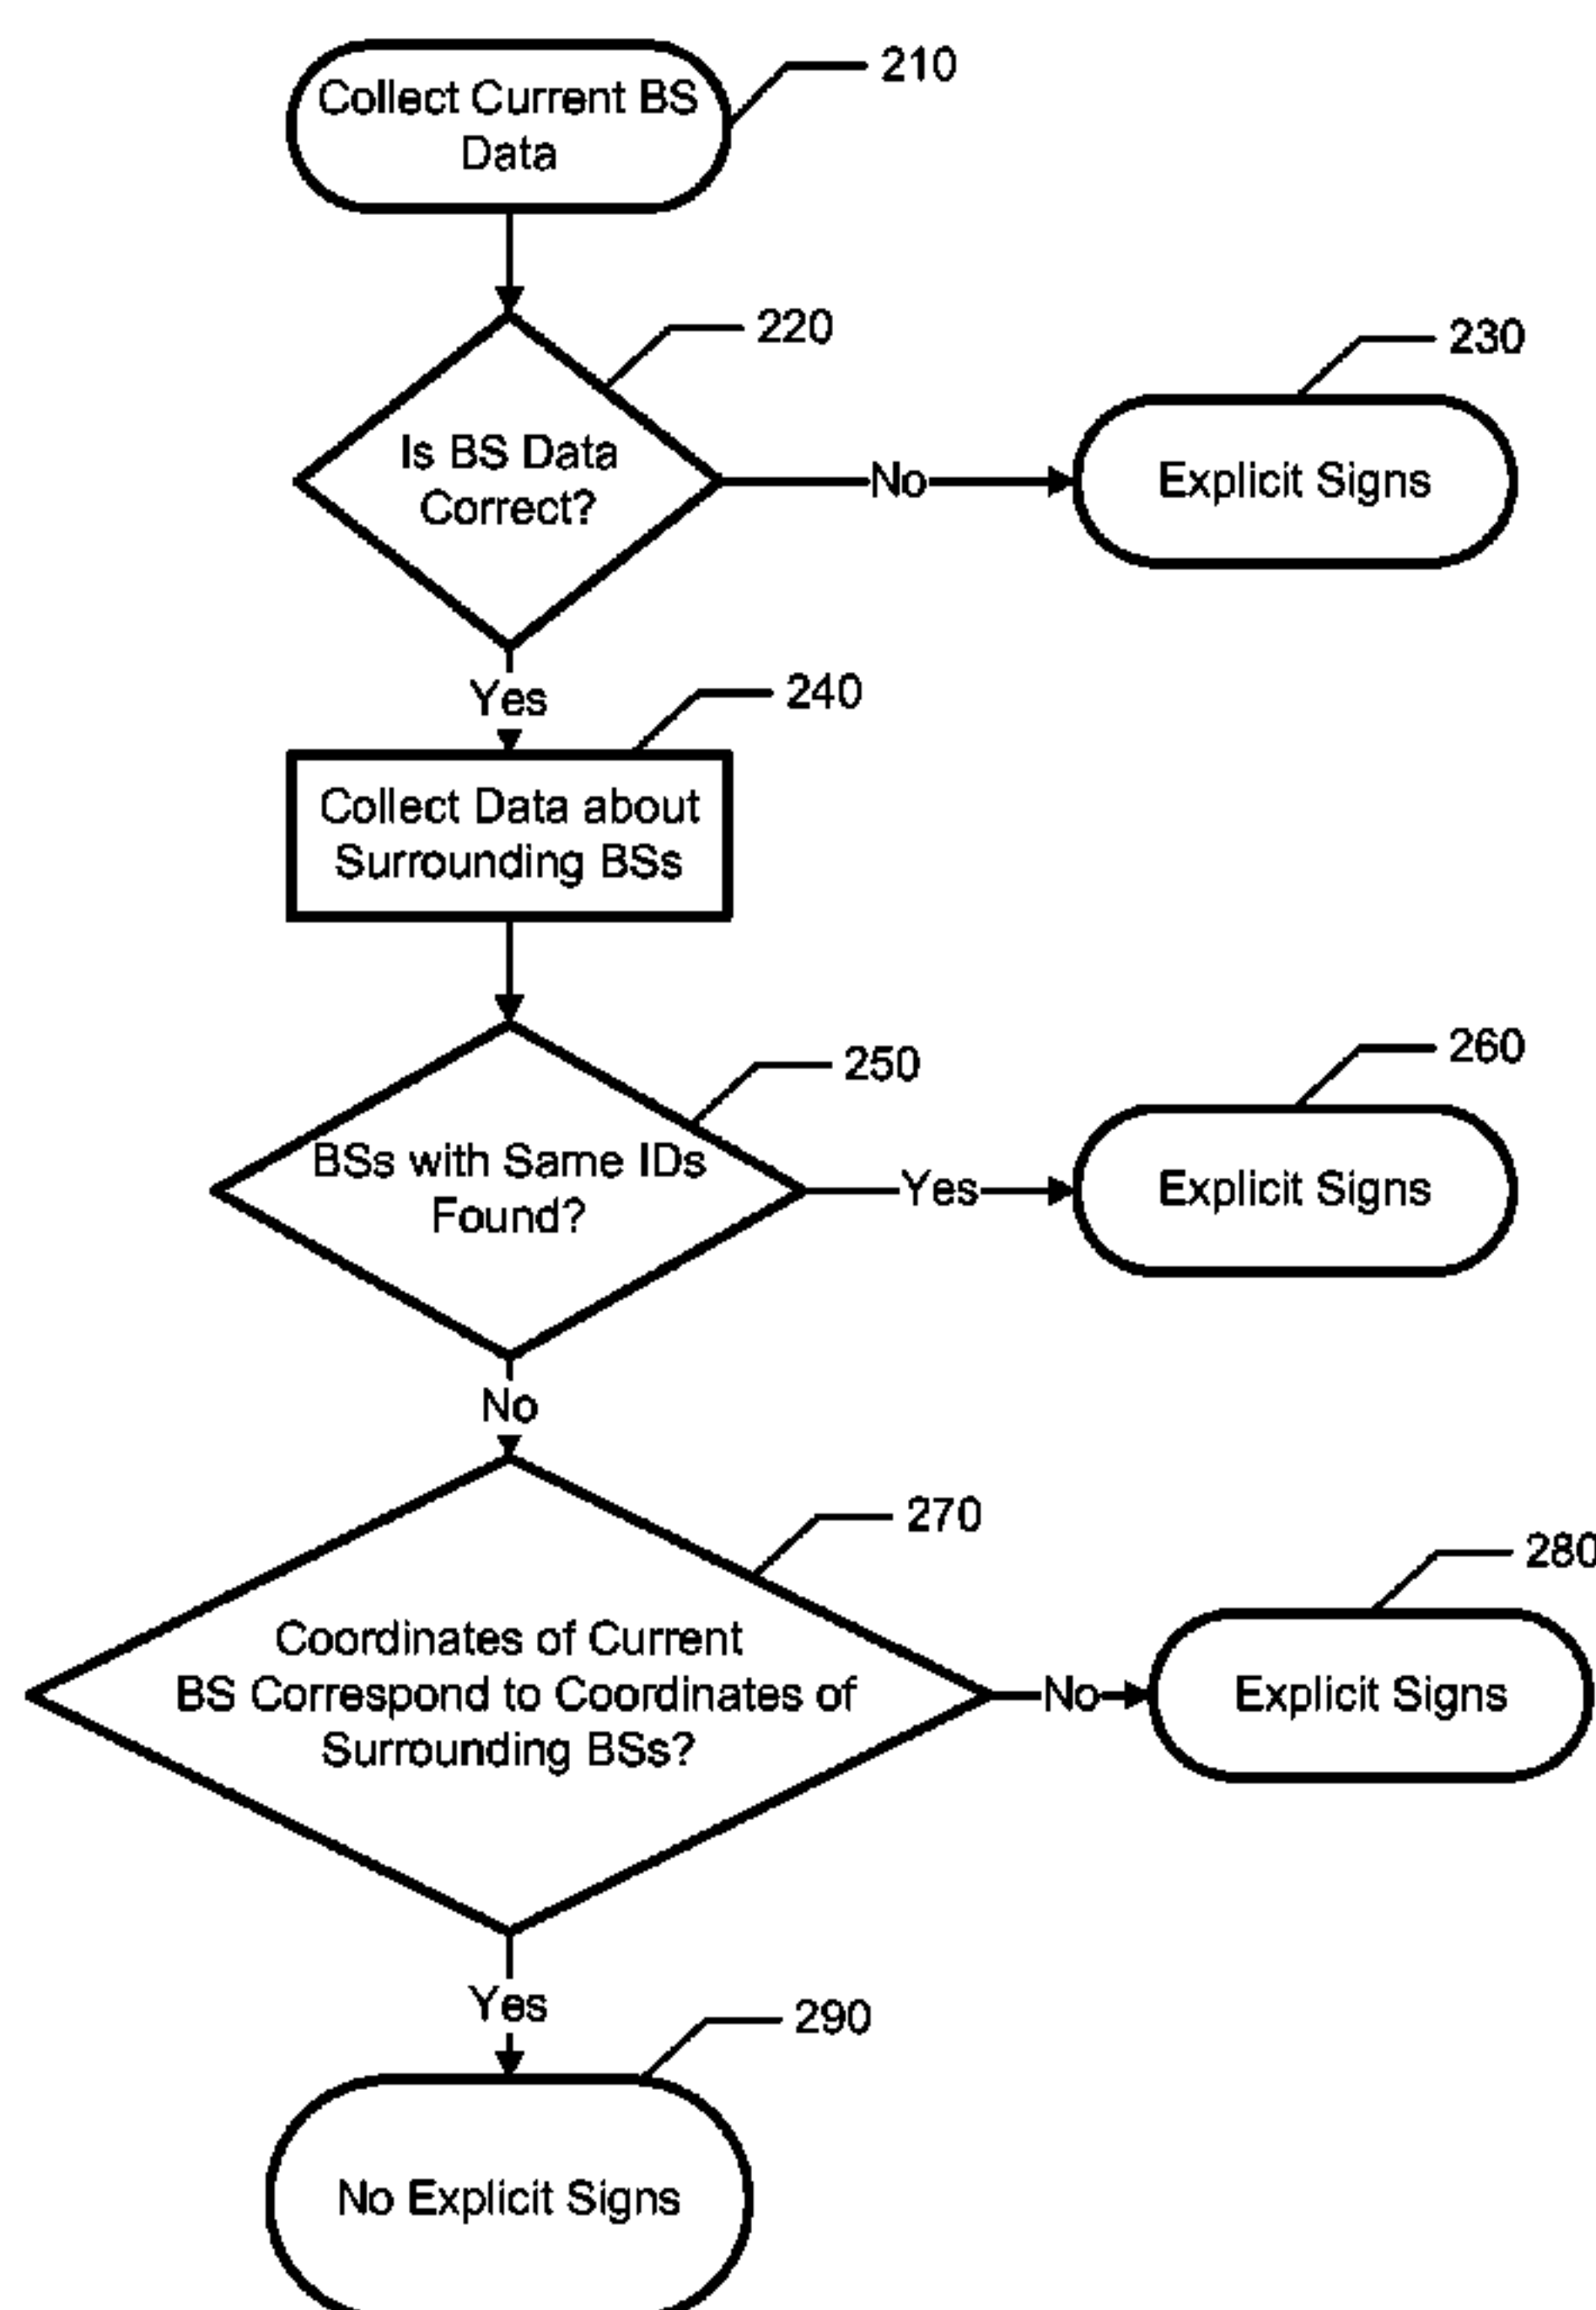 Collect Current BS
Data
210
220
Is BS Data
Correct?
No
230
Explicit Signs
Yes
240
Collect Data about
Surrounding BSs
250
BSs with Same IDs
Found?
Yes
260
Explicit Signs
No
270
Coordinates of Current
BS Correspond to Coordinates of
Surrounding BSs?
No
280
Explicit Signs
Yes
290
No Explicit Signs